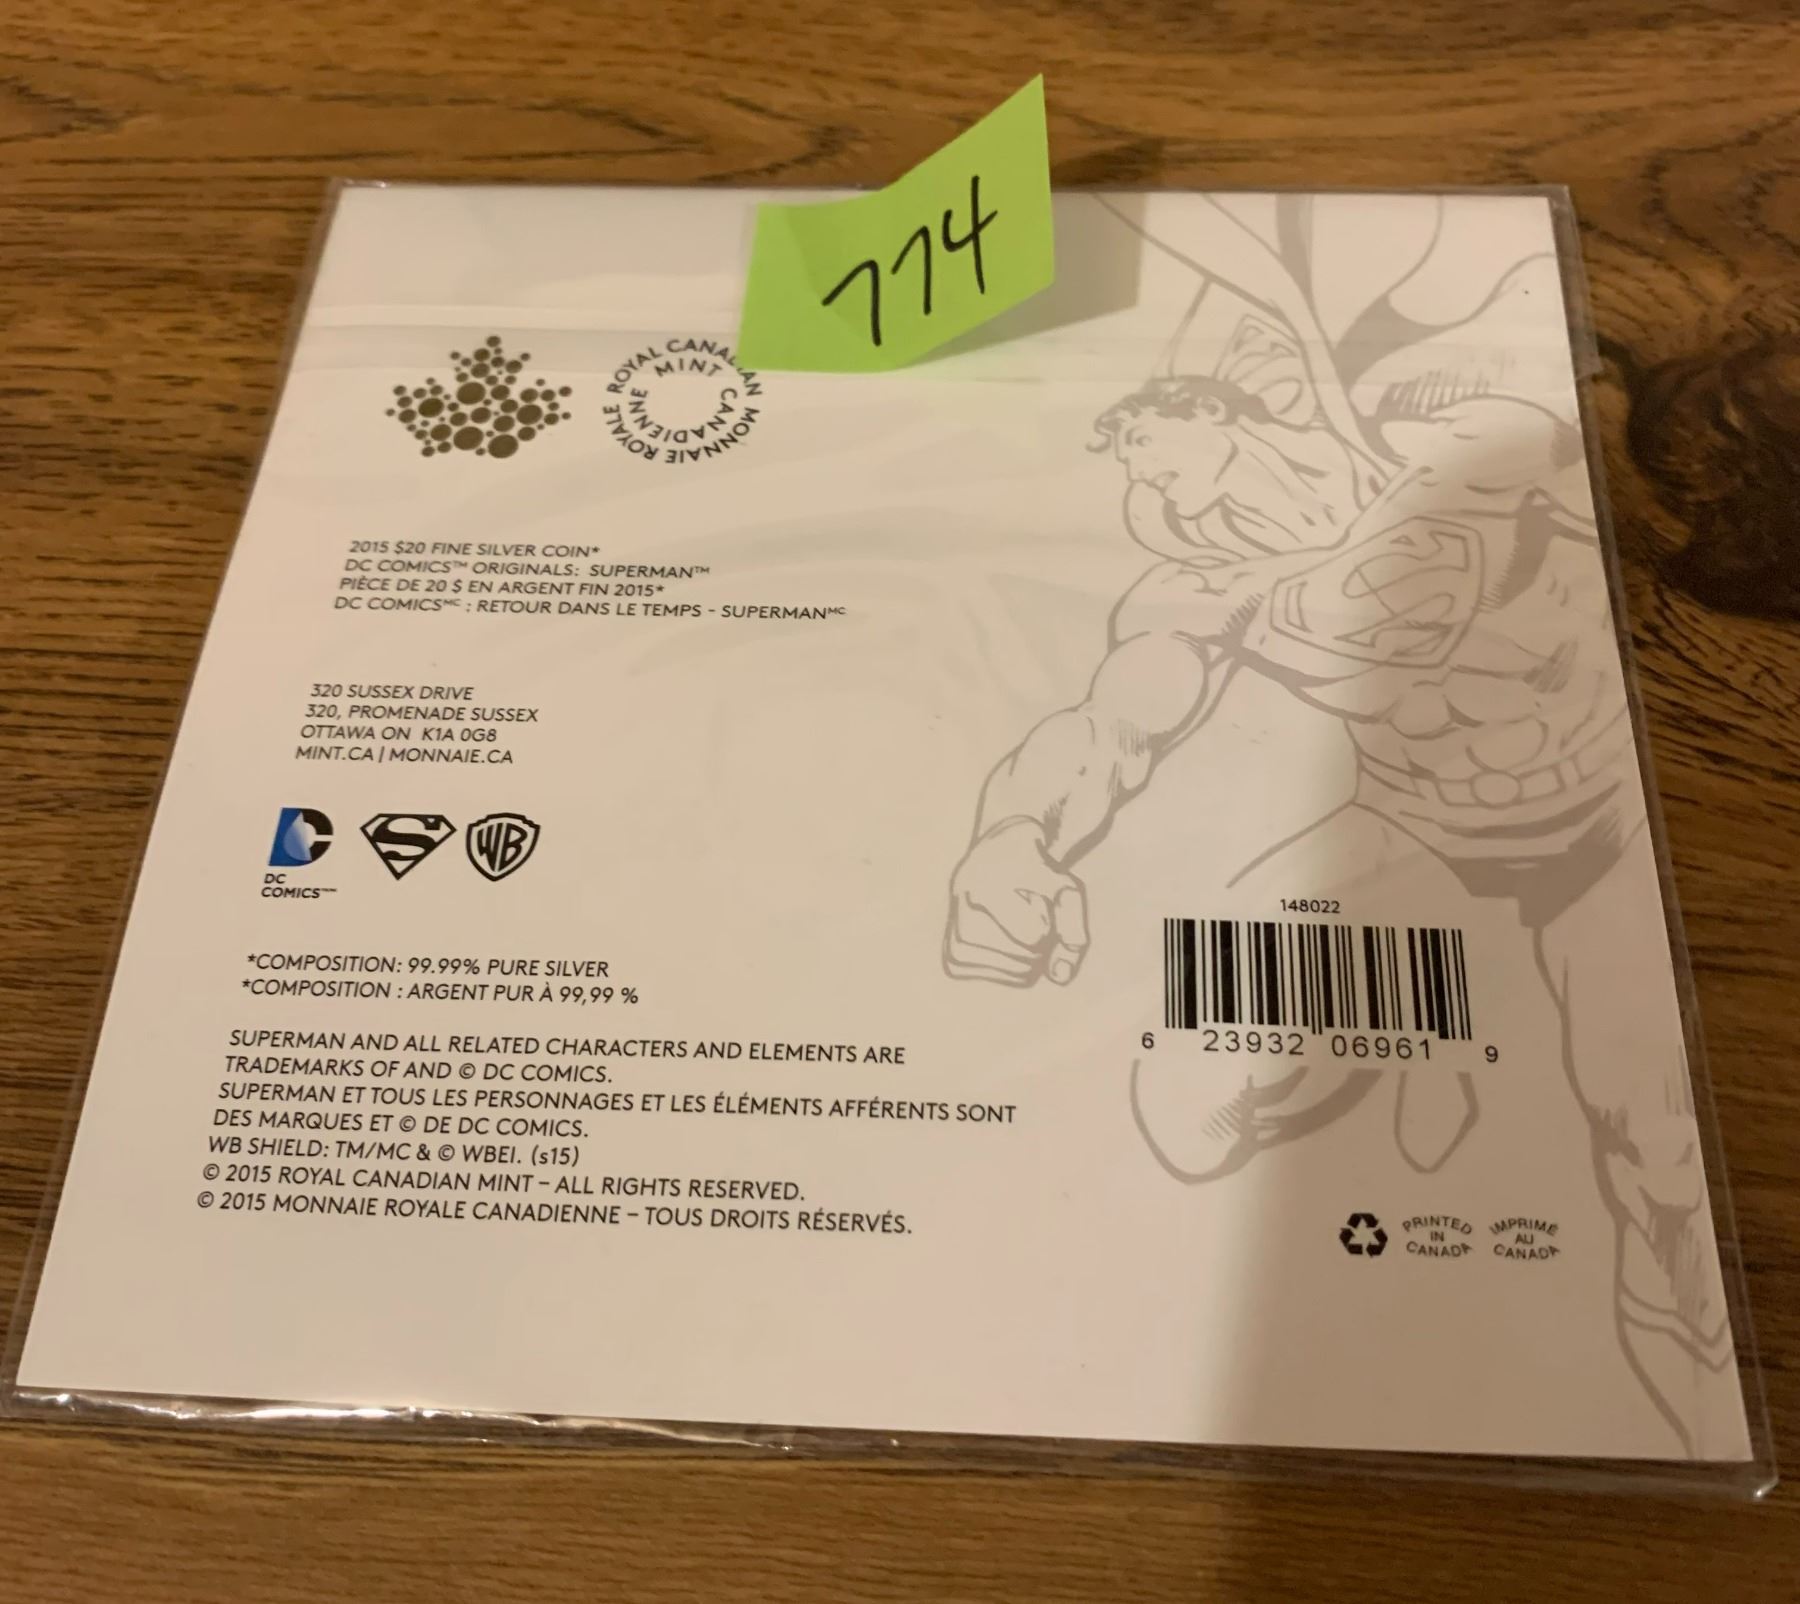 774
ROYAL CANADIAN MINT
MONNAIE ROYALE CANADIENNE
2015 $20 FINE SILVER COIN*
DC COMICS™ ORIGINALS: SUPERMAN™
PIÈCE DE 20 $ EN ARGENT FIN 2015*
DC COMICSᴹᶜ : RETOUR DANS LE TEMPS - SUPERMANᴹᶜ
320 SUSSEX DRIVE
320, PROMENADE SUSSEX
OTTAWA ON K1A 0G8
MINT.CA | MONNAIE.CA
S
WB
DC
COMICS™
148022
6 23932 06961 9
*COMPOSITION: 99.99% PURE SILVER
*COMPOSITION : ARGENT PUR À 99,99 %
SUPERMAN AND ALL RELATED CHARACTERS AND ELEMENTS ARE
TRADEMARKS OF AND © DC COMICS.
SUPERMAN ET TOUS LES PERSONNAGES ET LES ÉLÉMENTS AFFÉRENTS SONT
DES MARQUES ET © DE DC COMICS.
WB SHIELD: TM/MC & © WBEI. (s15)
© 2015 ROYAL CANADIAN MINT – ALL RIGHTS RESERVED.
© 2015 MONNAIE ROYALE CANADIENNE – TOUS DROITS RÉSERVÉS.
PRINTED
IN
CANADA
IMPRIMÉ
AU
CANADA